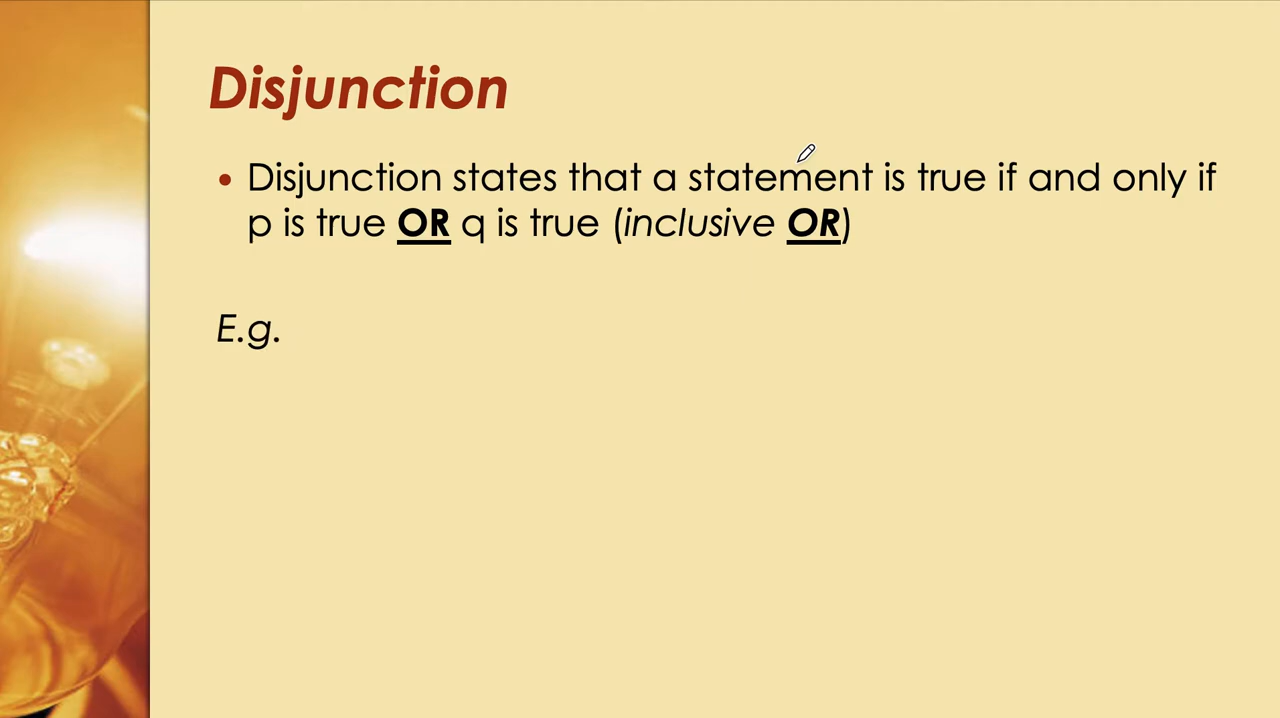 Disjunction
• Disjunction states that a statement is true if and only if
p is true OR q is true (inclusive OR)
E.g.